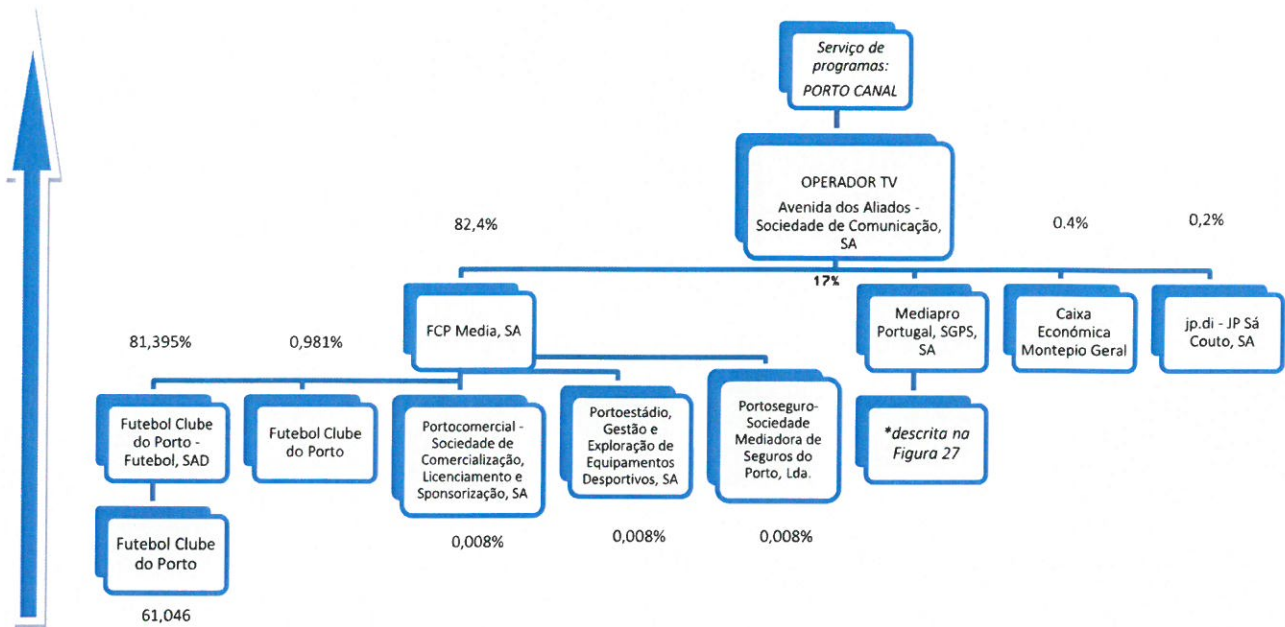 Serviço de
programas:
PORTO CANAL
OPERADOR TV
Avenida dos Aliados -
Sociedade de Comunicação,
SA
82,4%
0.4%
0,2%
17%
FCP Media, SA
Mediapro
Portugal, SGPS,
SA
Caixa
Económica
Montepio Geral
jp.di - JP Sá
Couto, SA
81,395%
0,981%
Futebol Clube
do Porto -
Futebol, SAD
Futebol Clube
do Porto
Portocomercial -
Sociedade de
Comercialização,
Licenciamento e
Sponsorização, SA
Portoestádio,
Gestão e
Exploração de
Equipamentos
Desportivos, SA
Portoseguro-
Sociedade
Mediadora de
Seguros do
Porto, Lda.
*descrita na
Figura 27
Futebol Clube
do Porto
0,008%
0,008%
0,008%
61,046